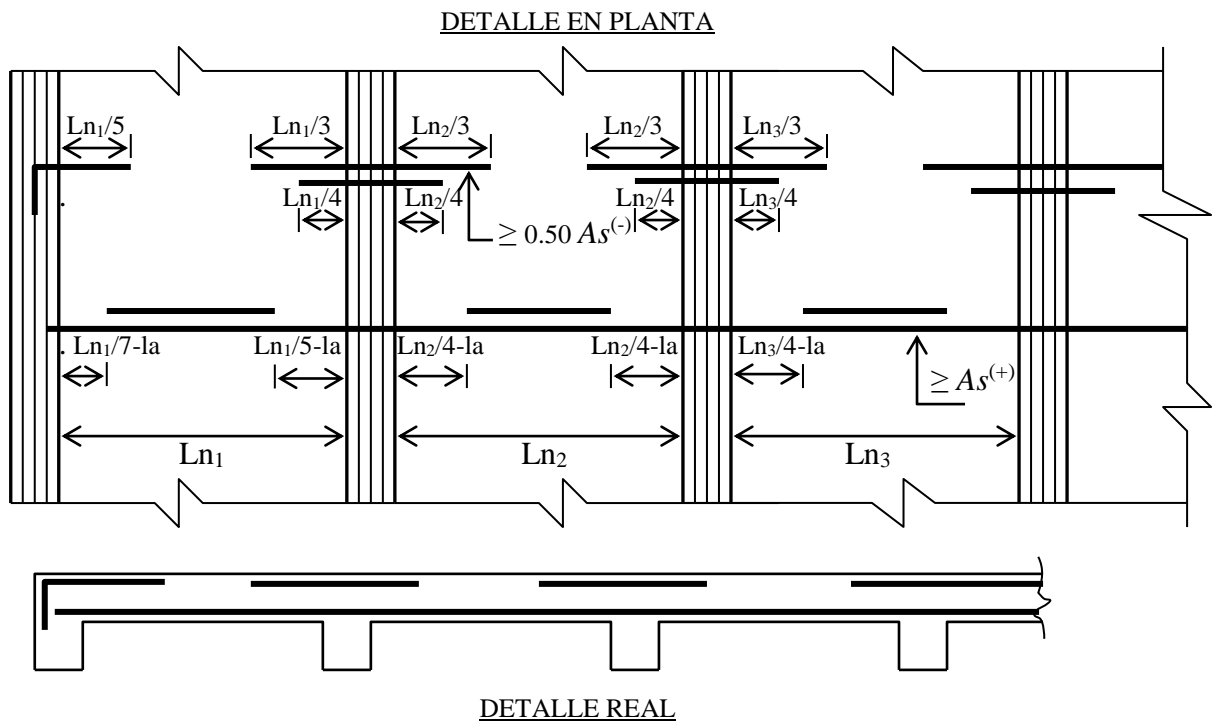 DETALLE EN PLANTA
Ln₁/5 Ln₁/3 Ln₂/3 Ln₂/3 Ln₃/3
Ln₁/4 Ln₂/4 Ln₂/4 Ln₃/4
≥ 0.50 As⁽⁻⁾
Ln₁/7-la Ln₁/5-la Ln₂/4-la Ln₂/4-la Ln₃/4-la
≥ As⁽⁺⁾
Ln₁ Ln₂ Ln₃
DETALLE REAL